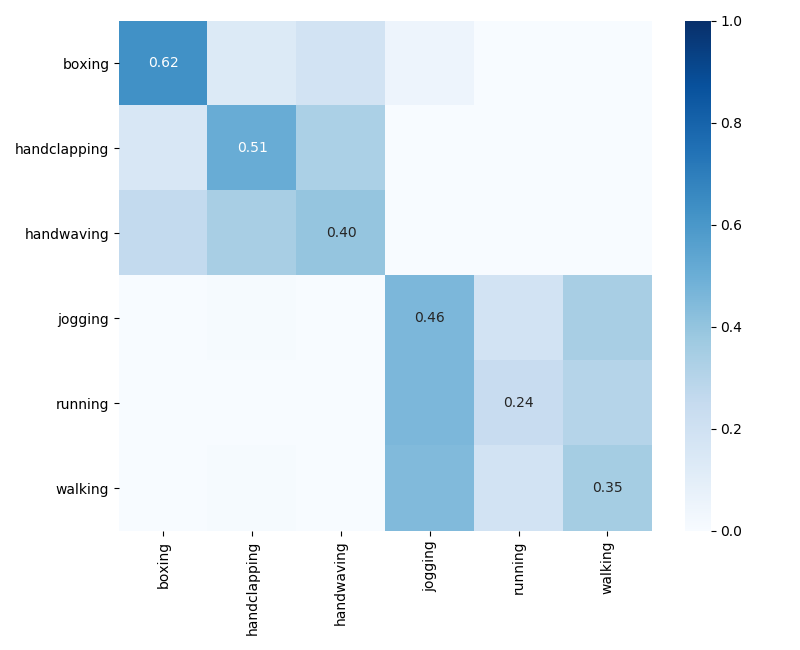 boxing
handclapping
handwaving
jogging
running
walking
0.62
0.51
0.40
0.46
0.24
0.35
boxing
handclapping
handwaving
jogging
running
walking
1.0
0.8
0.6
0.4
0.2
0.0